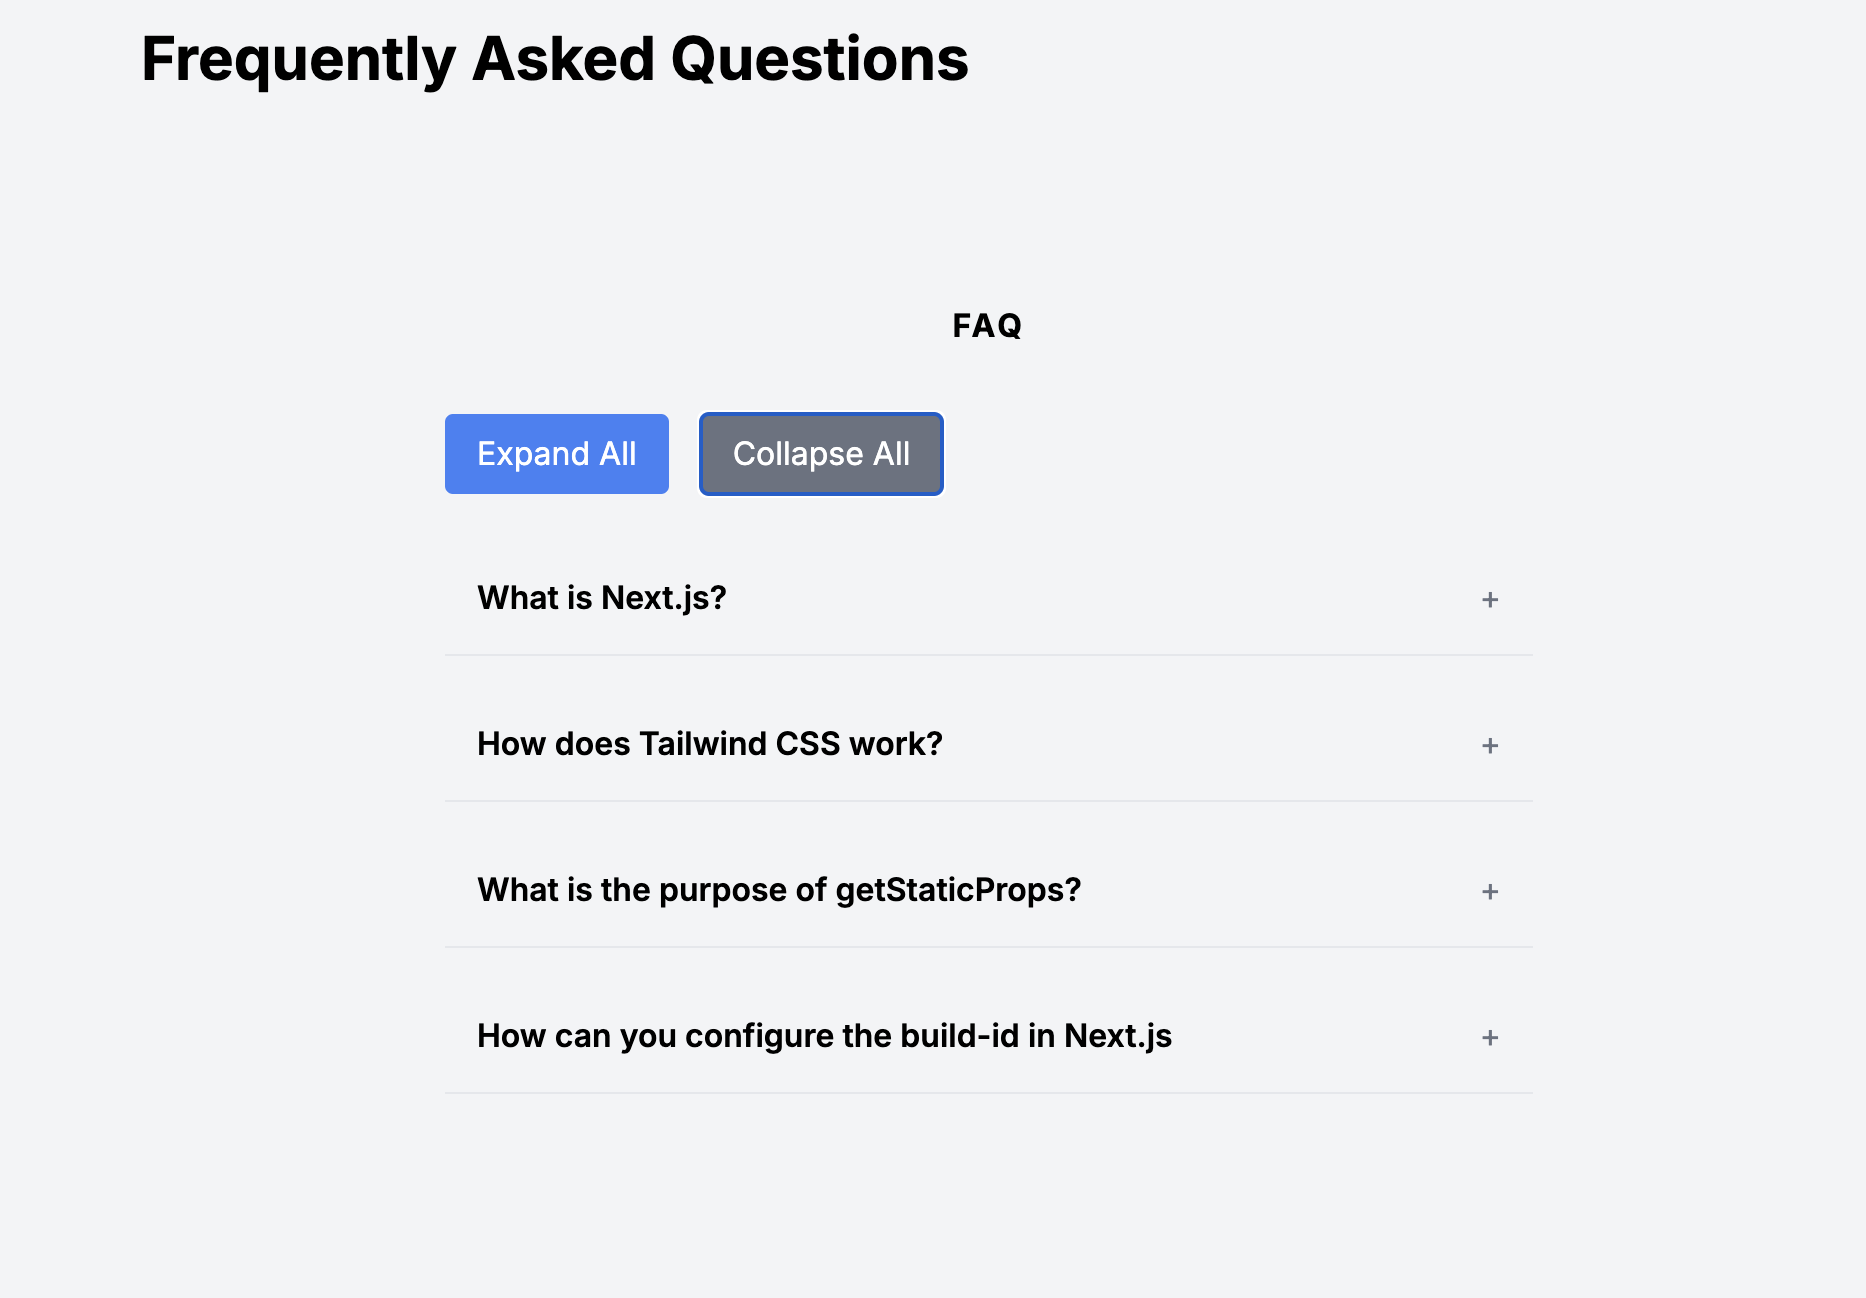 Frequently Asked Questions
FAQ
Expand All
Collapse All
What is Next.js?
+
How does Tailwind CSS work?
+
What is the purpose of getStaticProps?
+
How can you configure the build-id in Next.js
+